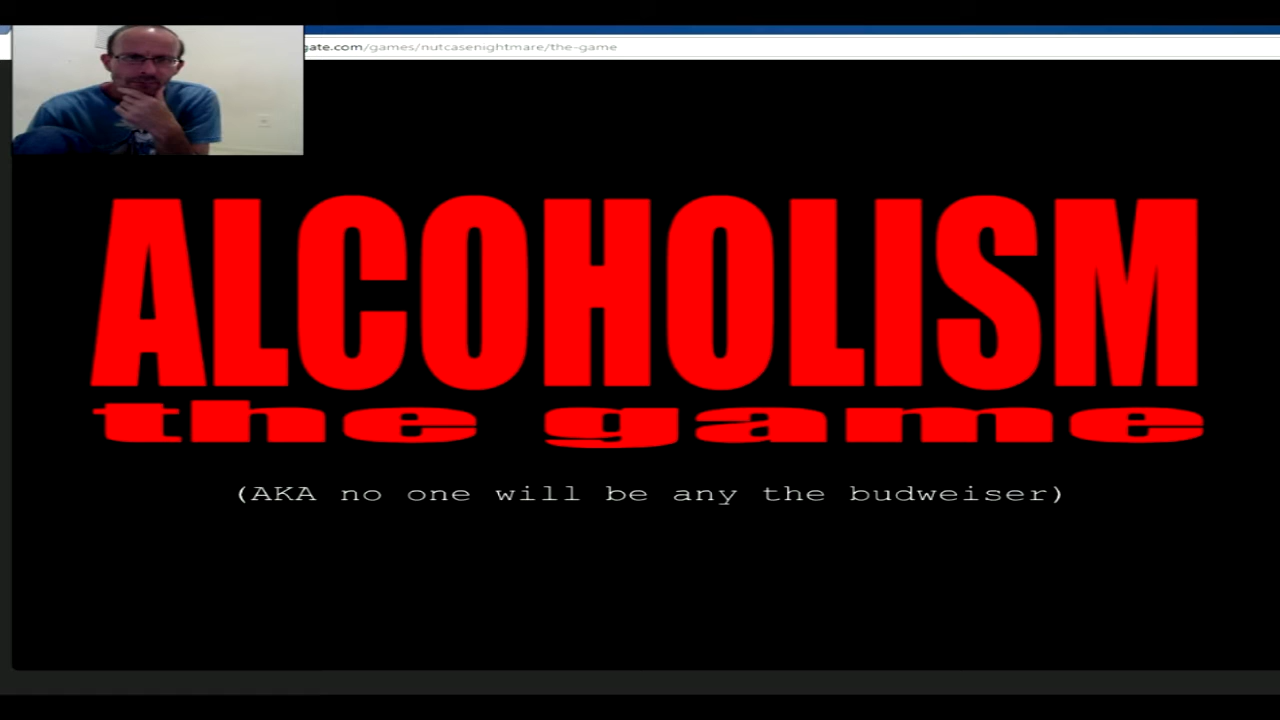 gate.com/games/nutcasenightmare/the-game
ALCOHOLISM
the game
(AKA no one will be any the budweiser)